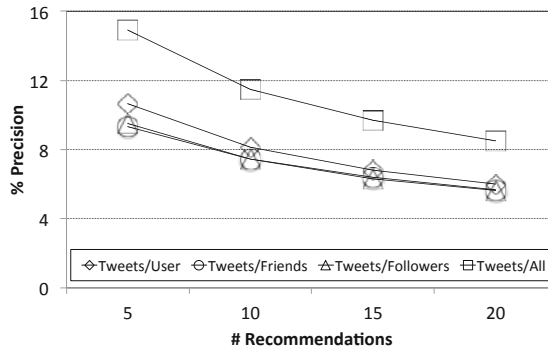 16
12
8
4
0
% Precision
Tweets/User Tweets/Friends Tweets/Followers Tweets/All
5 10 15 20
# Recommendations